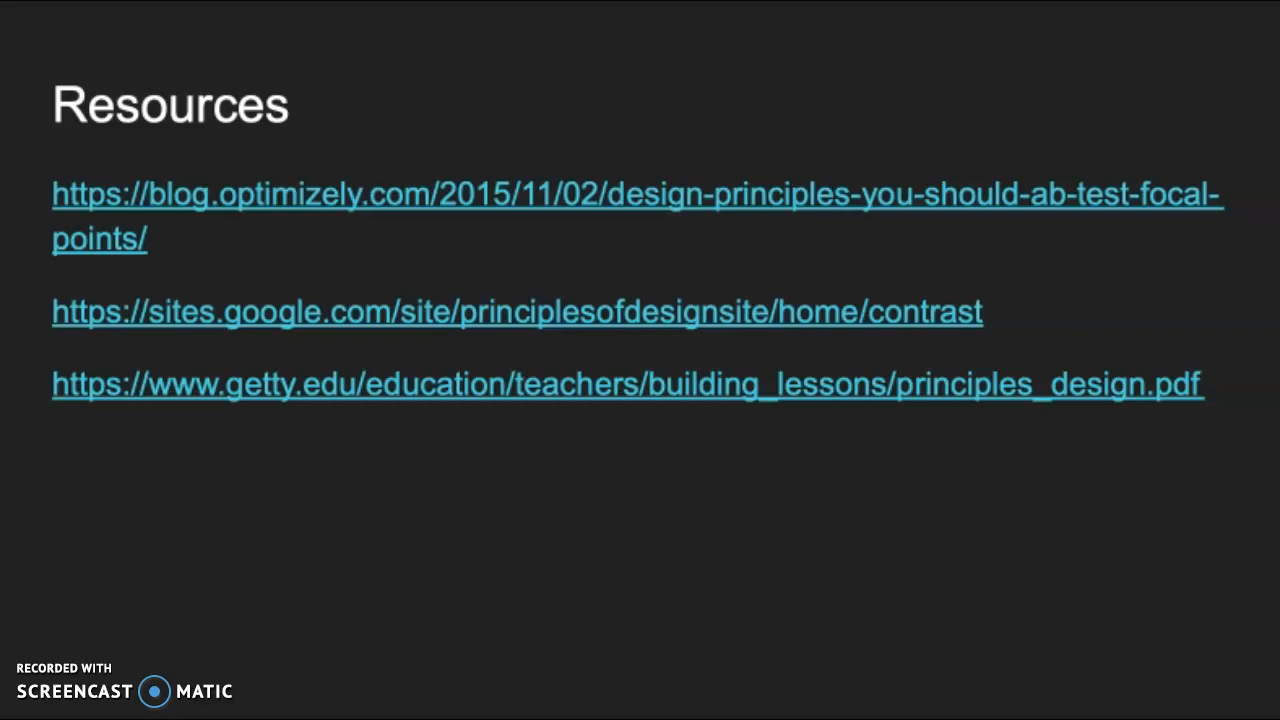 Resources
https://blog.optimizely.com/2015/11/02/design-principles-you-should-ab-test-focal-
points/
https://sites.google.com/site/principlesofdesignsite/home/contrast
https://www.getty.edu/education/teachers/building_lessons/principles_design.pdf
RECORDED WITH
SCREENCAST MATIC